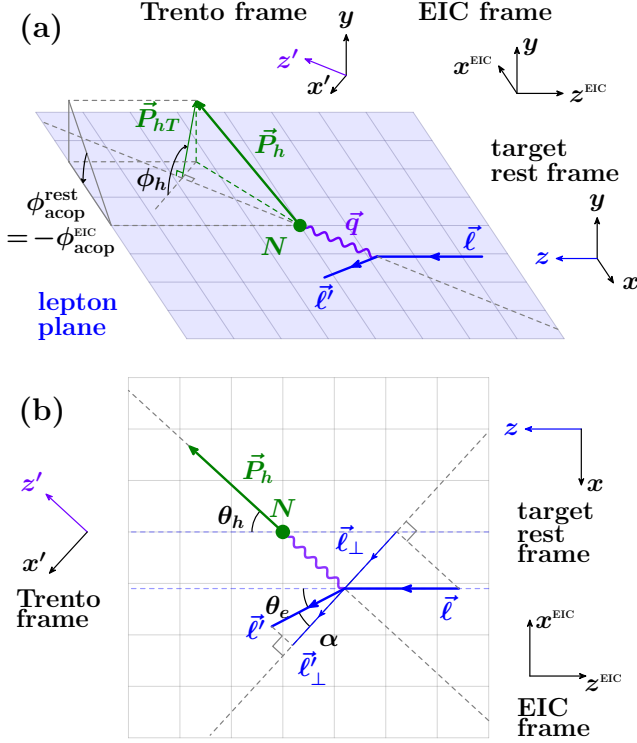 (a)
Trento frame
EIC frame
y
z′
x′
y
x^EIC
z^EIC
P⃗_hT
P⃗_h
ϕ_h
ϕ^rest_acop
= −ϕ^EIC_acop
N
q⃗
ℓ⃗
ℓ⃗′
target
rest frame
y
z
x
lepton
plane
(b)
P⃗_h
N
θ_h
ℓ⃗_⊥
ℓ⃗
θ_e
ℓ⃗′
α
ℓ⃗′_⊥
z′
x′
Trento
frame
z
x
target
rest
frame
x^EIC
z^EIC
EIC
frame